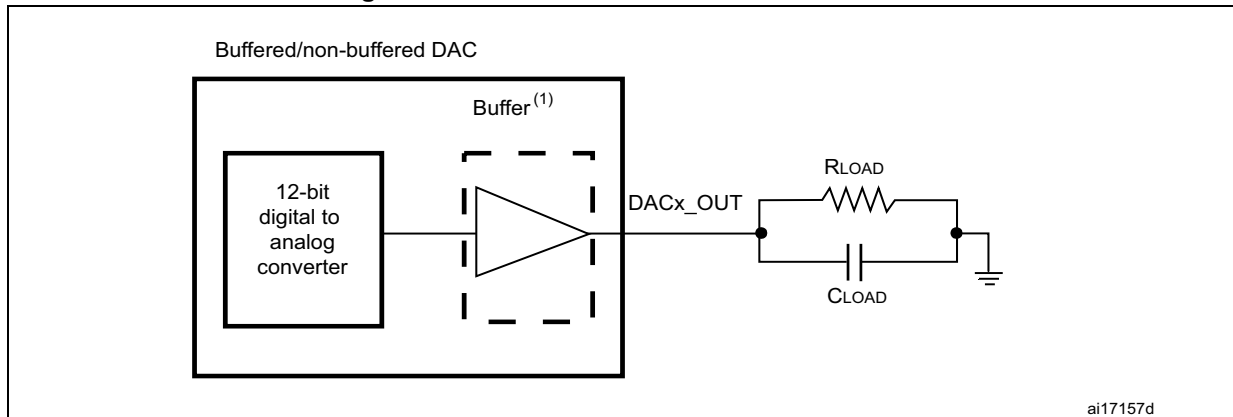 Buffered/non-buffered DAC
Buffer(1)
12-bit
digital to
analog
converter
DACx_OUT
RLOAD
CLOAD
ai17157d